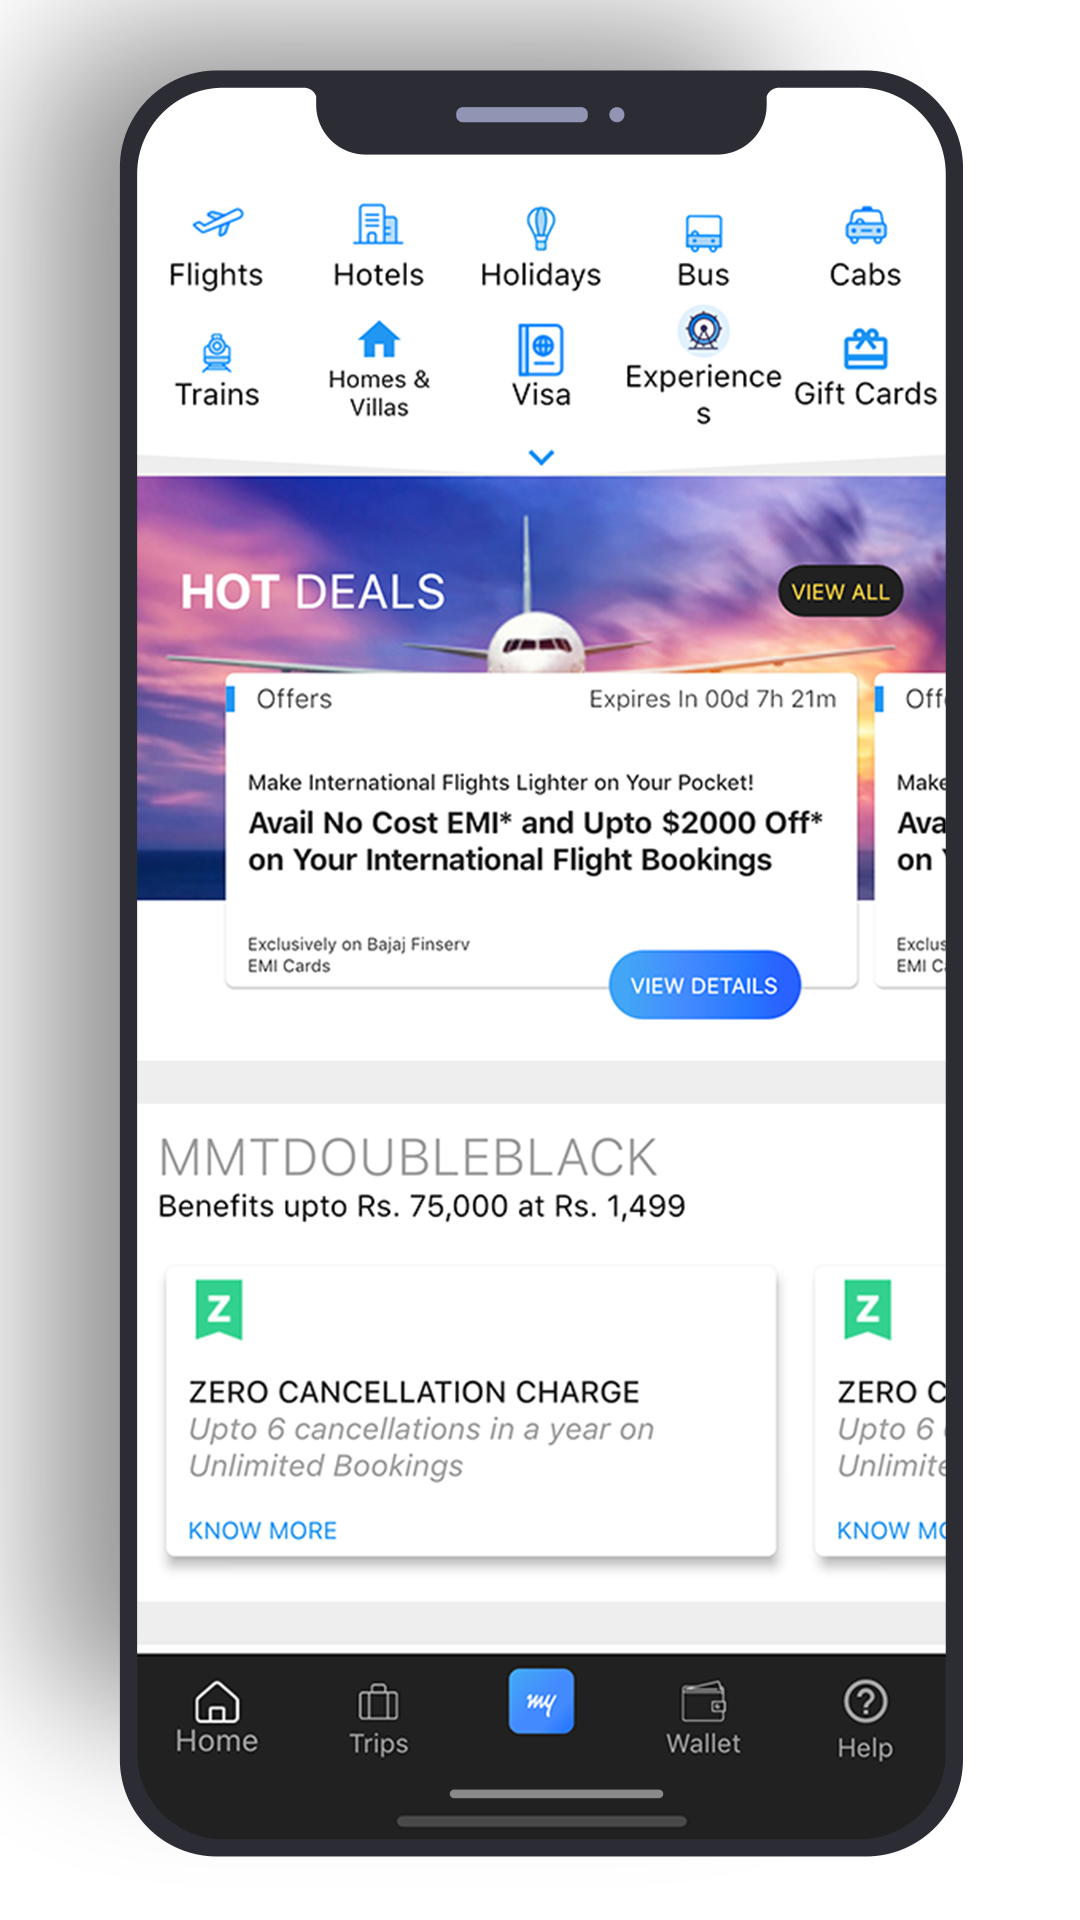 Flights
Hotels
Holidays
Bus
Cabs
Trains
Homes &
Villas
Visa
Experience
s
Gift Cards
HOT DEALS
VIEW ALL
Offers
Expires In 00d 7h 21m
Make International Flights Lighter on Your Pocket!
Avail No Cost EMI* and Upto $2000 Off*
on Your International Flight Bookings
Exclusively on Bajaj Finserv
EMI Cards
VIEW DETAILS
Off
Make
Ava
on
Exclus
EMI C
MMTDOUBLEBLACK
Benefits upto Rs. 75,000 at Rs. 1,499
Z
ZERO CANCELLATION CHARGE
Upto 6 cancellations in a year on
Unlimited Bookings
KNOW MORE
Z
ZERO C
Upto 6
Unlimite
KNOW MO
Home
Trips
my
Wallet
Help